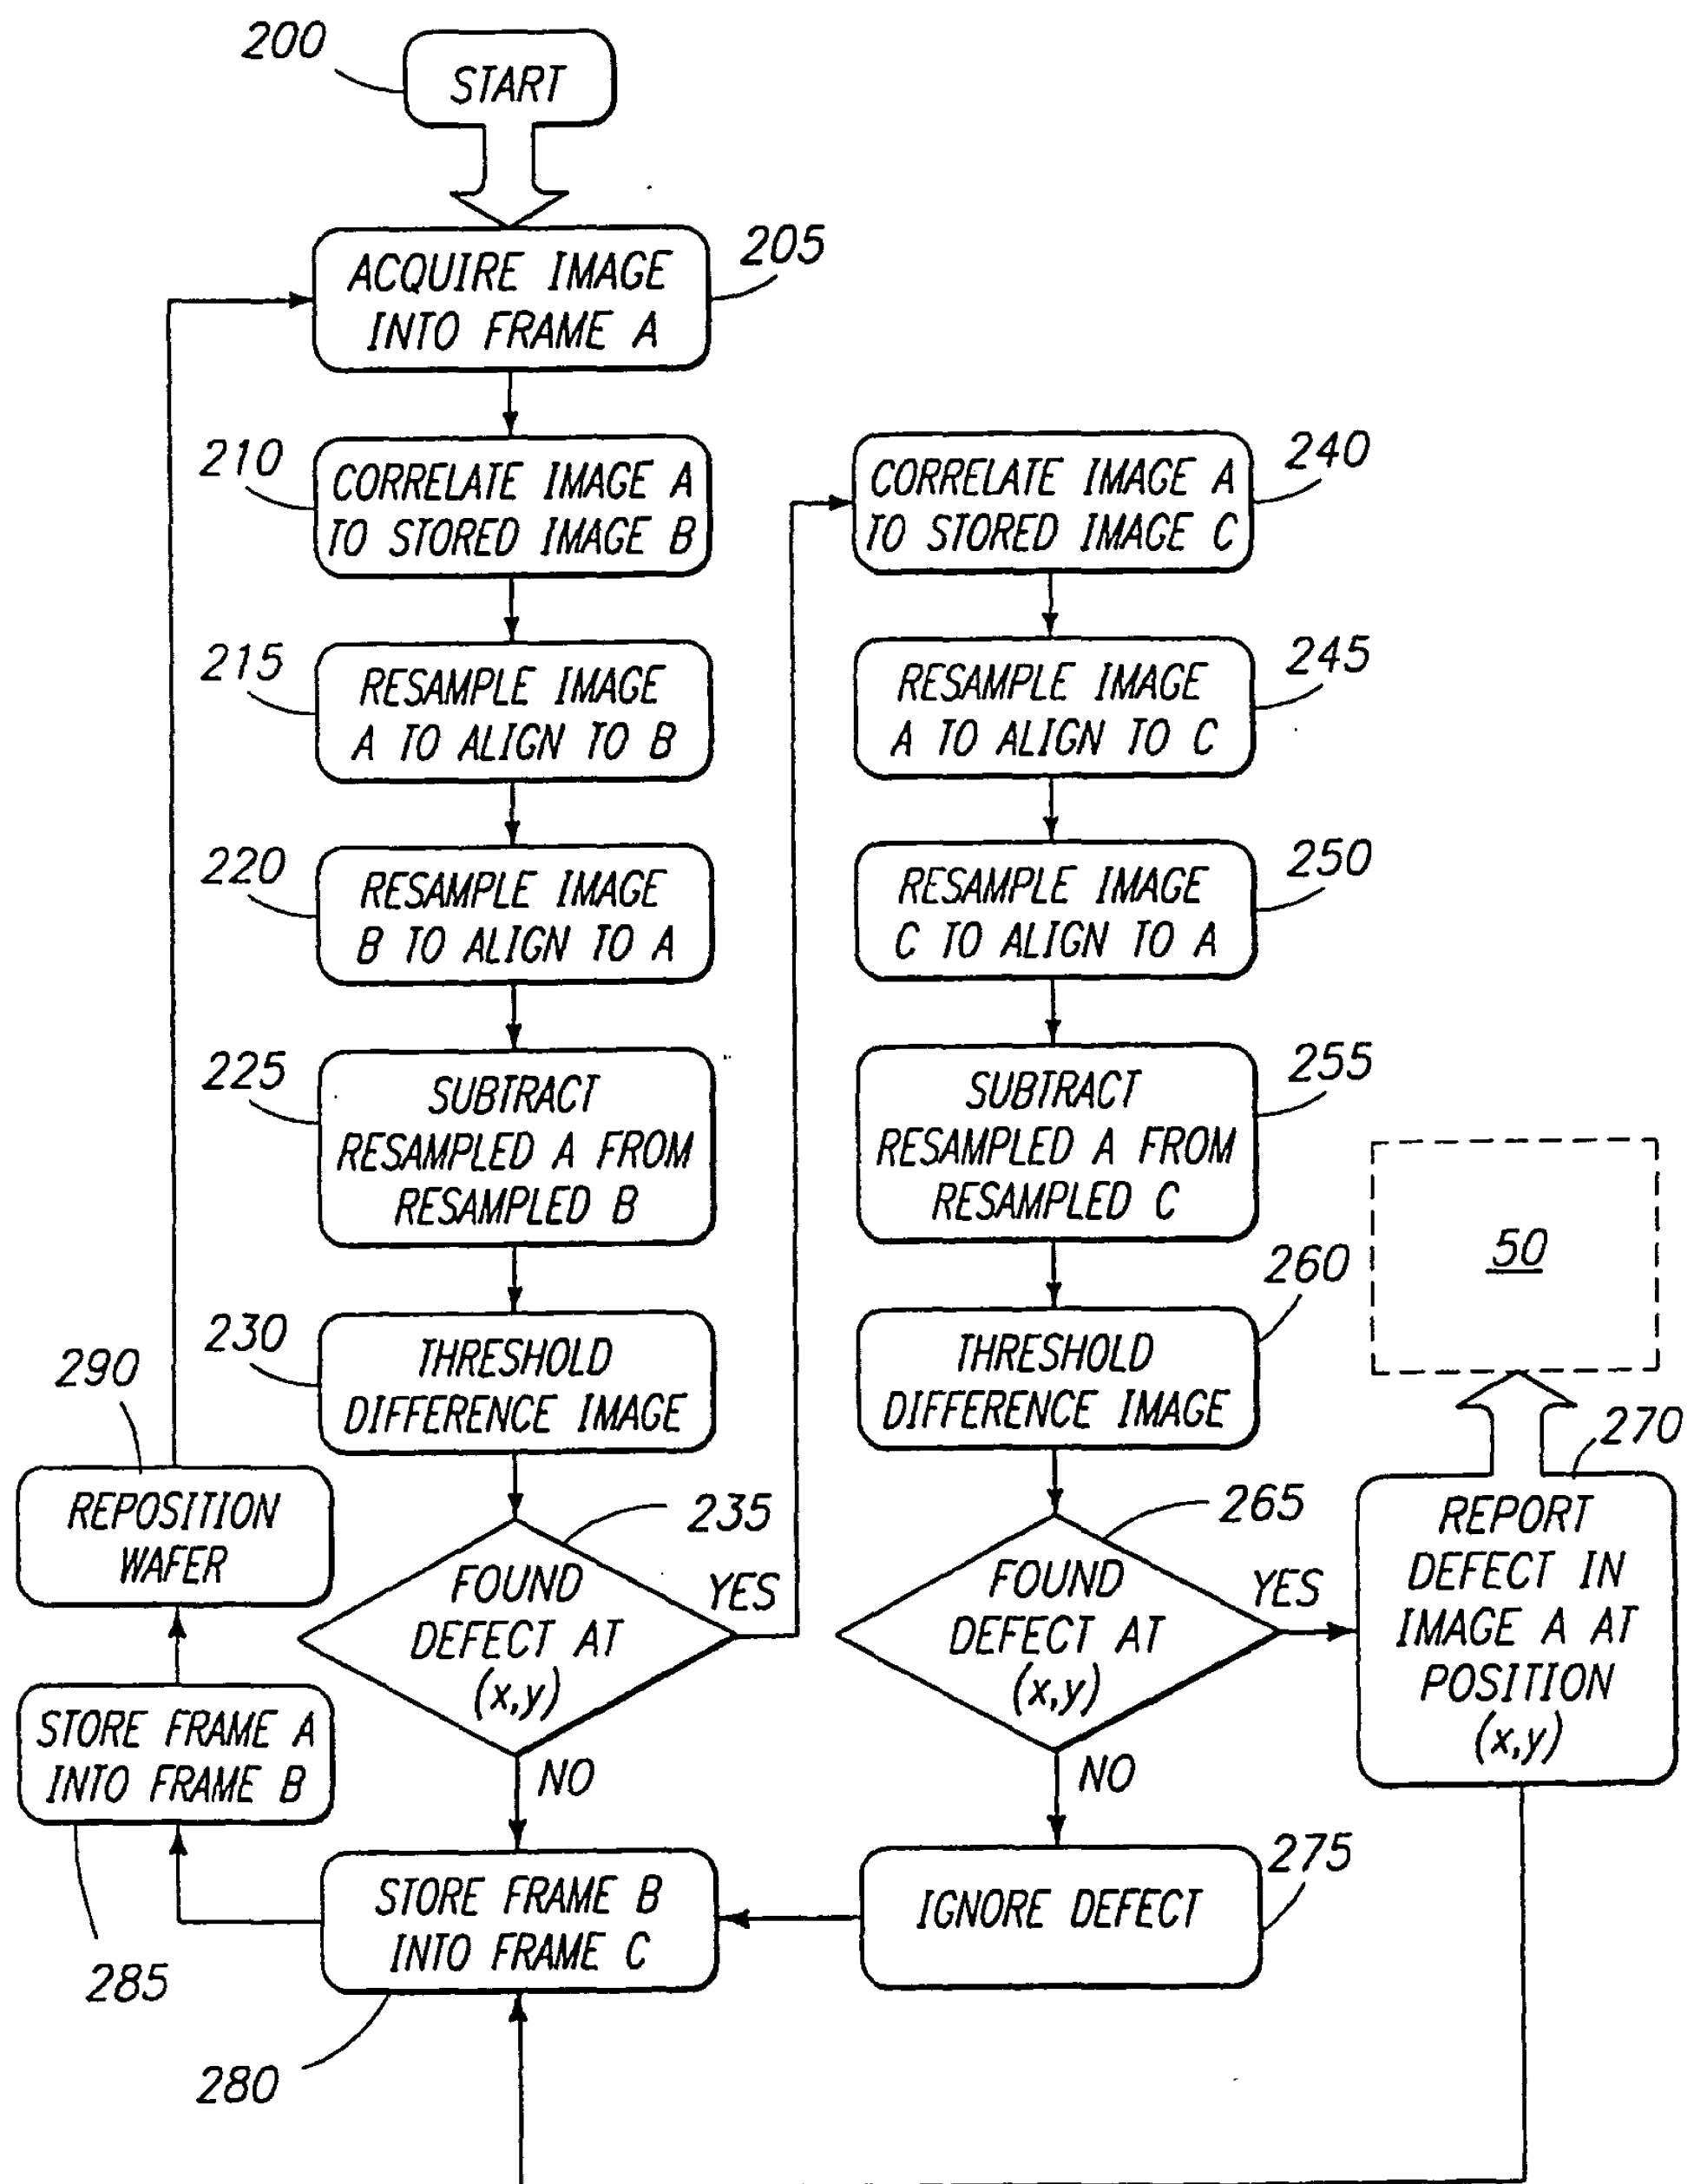 200
START
ACQUIRE IMAGE
INTO FRAME A
205
210
CORRELATE IMAGE A
TO STORED IMAGE B
215
RESAMPLE IMAGE
A TO ALIGN TO B
220
RESAMPLE IMAGE
B TO ALIGN TO A
225
SUBTRACT
RESAMPLED A FROM
RESAMPLED B
230
THRESHOLD
DIFFERENCE IMAGE
235
FOUND
DEFECT AT
(x,y)
YES
NO
240
CORRELATE IMAGE A
TO STORED IMAGE C
245
RESAMPLE IMAGE
A TO ALIGN TO C
250
RESAMPLE IMAGE
C TO ALIGN TO A
255
SUBTRACT
RESAMPLED A FROM
RESAMPLED C
260
THRESHOLD
DIFFERENCE IMAGE
265
FOUND
DEFECT AT
(x,y)
YES
NO
50
270
REPORT
DEFECT IN
IMAGE A AT
POSITION
(x,y)
275
IGNORE DEFECT
STORE FRAME B
INTO FRAME C
280
STORE FRAME A
INTO FRAME B
285
290
REPOSITION
WAFER